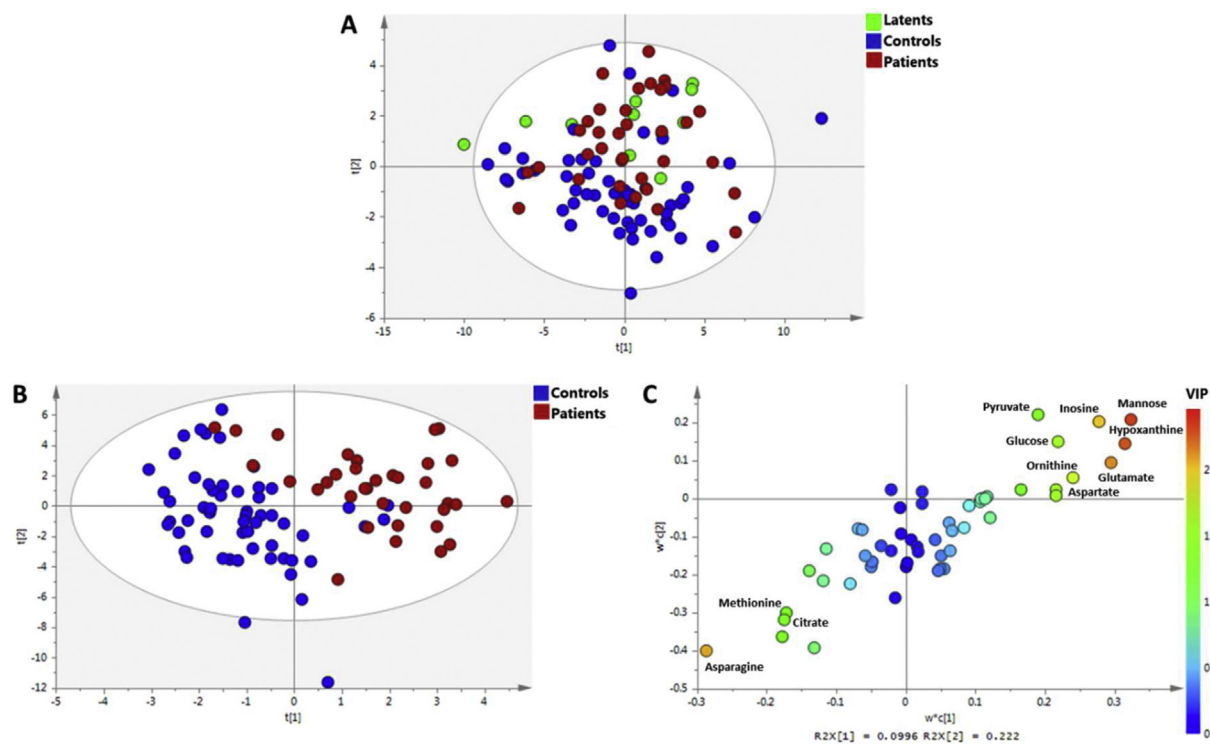 A
Latents
Controls
Patients
4
2
0
-2
-4
-6
t[2]
-15
-10
-5
0
5
10
t[1]
B
Controls
Patients
6
4
2
0
-2
-4
-6
-8
-10
-12
t[2]
-5
-4
-3
-2
-1
0
1
2
3
4
t[1]
C
VIP
Pyruvate
Inosine
Mannose
Hypoxanthine
Glucose
Glutamate
Ornithine
Aspartate
Methionine
Citrate
Asparagine
0.2
0.1
0
-0.1
-0.2
-0.3
-0.4
-0.5
w*c[2]
-0.3
-0.2
-0.1
0
0.1
0.2
0.3
w*c[1]
2
1
1
0
0
R2X[1] = 0.0996 R2X[2] = 0.222